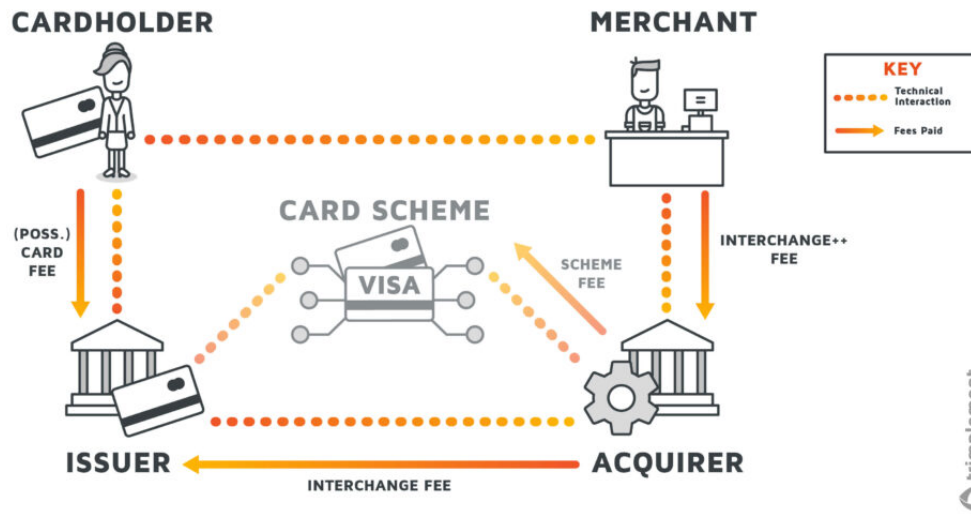 CARDHOLDER
MERCHANT
KEY
Technical
Interaction
Fees Paid
CARD SCHEME
VISA
(POSS.)
CARD
FEE
SCHEME
FEE
INTERCHANGE++
FEE
ISSUER
ACQUIRER
INTERCHANGE FEE